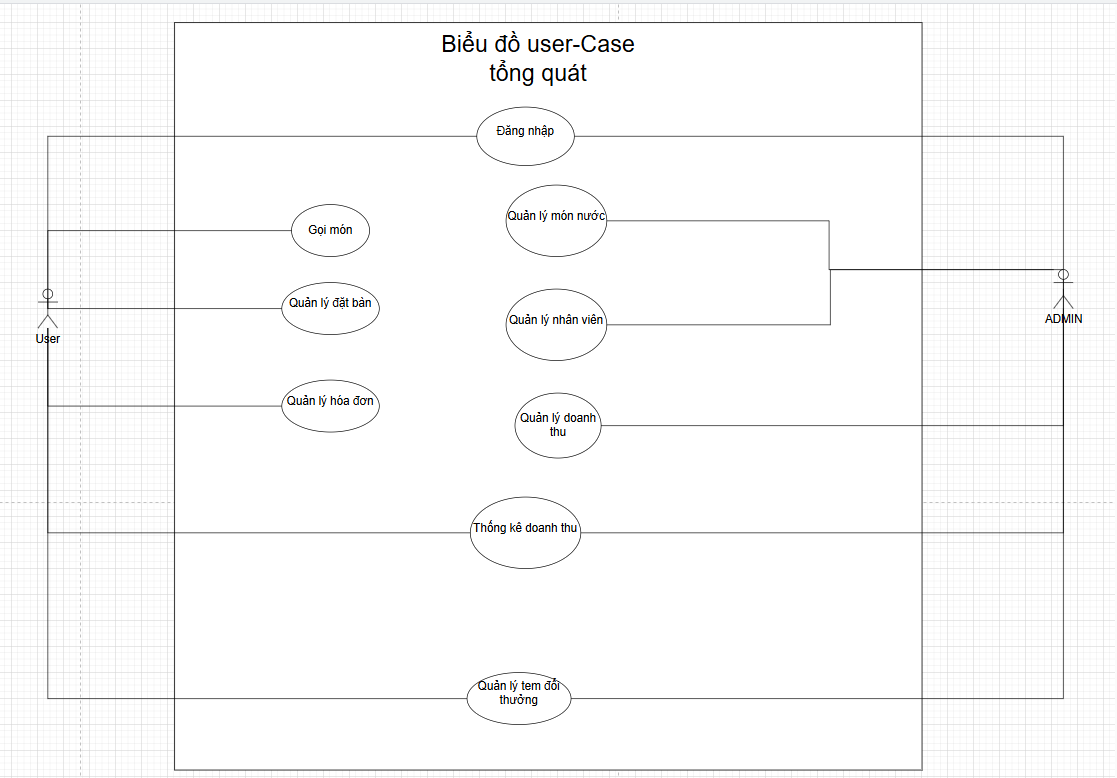 Biểu đồ user-Case
tổng quát
Đăng nhập
Quản lý món nước
Gọi món
Quản lý đặt bàn
Quản lý nhân viên
User
ADMIN
Quản lý hóa đơn
Quản lý doanh
thu
Thống kê doanh thu
Quản lý tem đổi
thưởng